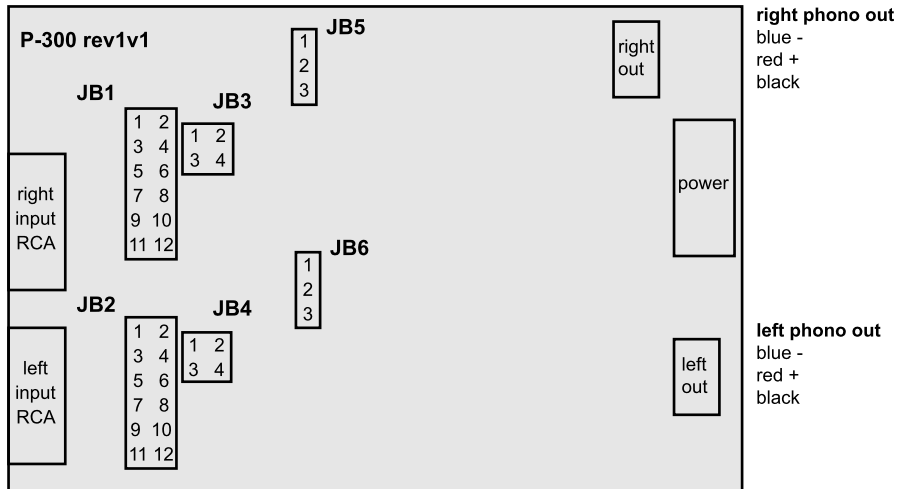 P-300 rev1v1
JB5
1
2
3
right
out
right phono out
blue -
red +
black
JB1
1 2
3 4
5 6
7 8
9 10
11 12
JB3
1 2
3 4
right
input
RCA
power
JB6
1
2
3
JB2
1 2
3 4
5 6
7 8
9 10
11 12
JB4
1 2
3 4
left
input
RCA
left
out
left phono out
blue -
red +
black